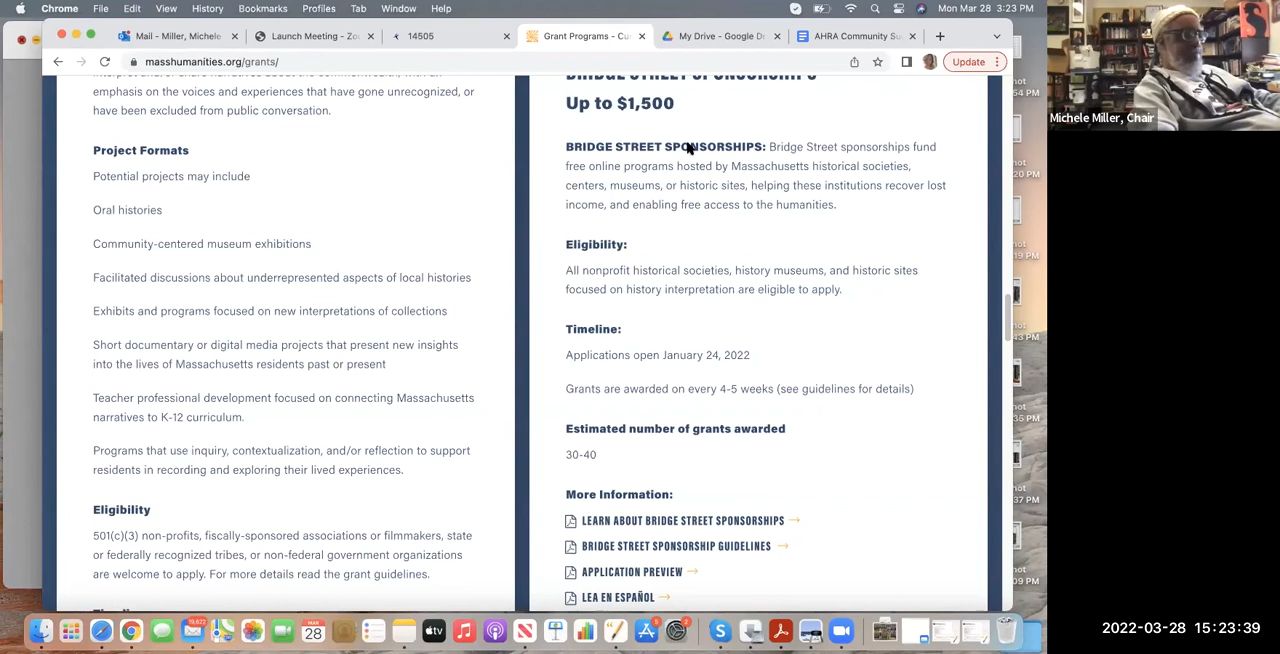 Chrome File Edit View History Bookmarks Profiles Tab Window Help
Mon Mar 28 3:23 PM
Mail - Miller, Michele
Launch Meeting - Zo
14505
Grant Programs - Cu
My Drive - Google Dr
AHRA Community Su
masshumanities.org/grants/
Update
emphasis on the voices and experiences that have gone unrecognized, or
have been excluded from public conversation.
Project Formats
Potential projects may include
Oral histories
Community-centered museum exhibitions
Facilitated discussions about underrepresented aspects of local histories
Exhibits and programs focused on new interpretations of collections
Short documentary or digital media projects that present new insights
into the lives of Massachusetts residents past or present
Teacher professional development focused on connecting Massachusetts
narratives to K-12 curriculum.
Programs that use inquiry, contextualization, and/or reflection to support
residents in recording and exploring their lived experiences.
Eligibility
501(c)(3) non-profits, fiscally-sponsored associations or filmmakers, state
or federally recognized tribes, or non-federal government organizations
are welcome to apply. For more details read the grant guidelines.
Timeline
BRIDGE STREET SPONSORSHIPS
Up to $1,500
BRIDGE STREET SPONSORSHIPS: Bridge Street sponsorships fund
free online programs hosted by Massachusetts historical societies,
centers, museums, or historic sites, helping these institutions recover lost
income, and enabling free access to the humanities.
Eligibility:
All nonprofit historical societies, history museums, and historic sites
focused on history interpretation are eligible to apply.
Timeline:
Applications open January 24, 2022
Grants are awarded on every 4-5 weeks (see guidelines for details)
Estimated number of grants awarded
30-40
More Information:
LEARN ABOUT BRIDGE STREET SPONSORSHIPS →
BRIDGE STREET SPONSORSHIP GUIDELINES →
APPLICATION PREVIEW →
LEA EN ESPAÑOL →
Michele Miller, Chair
MAR
28
tv
2022-03-28 15:23:39